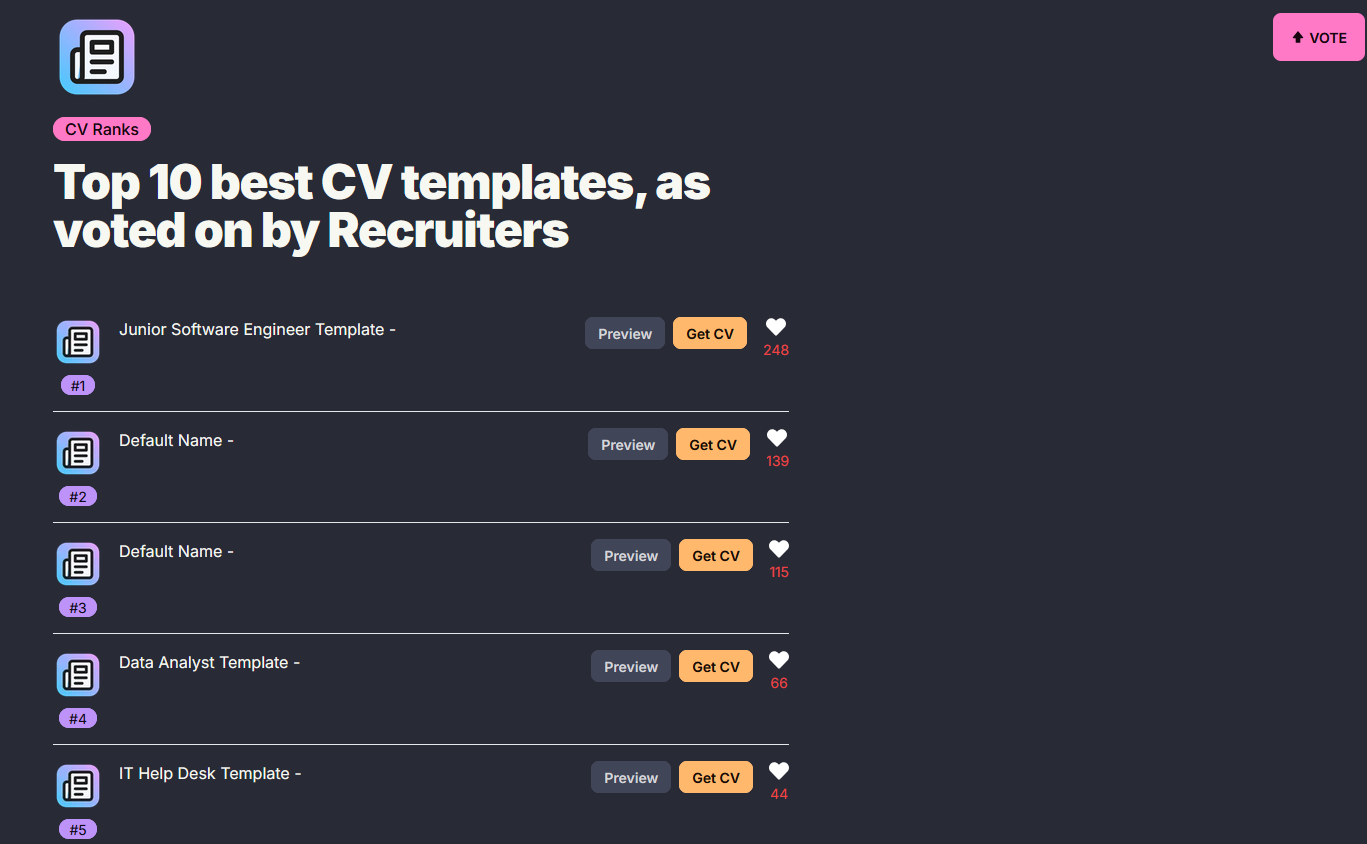 VOTE
CV Ranks
Top 10 best CV templates, as
voted on by Recruiters
Junior Software Engineer Template -
Preview
Get CV
248
#1
Default Name -
Preview
Get CV
139
#2
Default Name -
Preview
Get CV
115
#3
Data Analyst Template -
Preview
Get CV
66
#4
IT Help Desk Template -
Preview
Get CV
44
#5